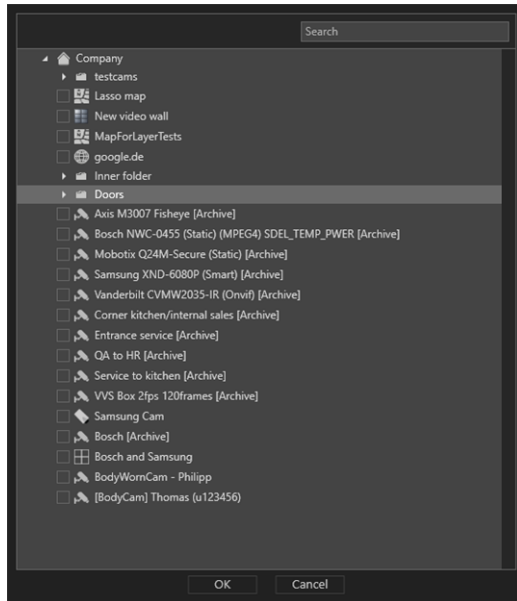 Search
Company
testcams
Lasso map
New video wall
MapForLayerTests
google.de
Inner folder
Doors
Axis M3007 Fisheye [Archive]
Bosch NWC-0455 (Static) (MPEG4) SDEL_TEMP_PWER [Archive]
Mobotix Q24M-Secure (Static) [Archive]
Samsung XND-6080P (Smart) [Archive]
Vanderbilt CVMW2035-IR (Onvif) [Archive]
Corner kitchen/internal sales [Archive]
Entrance service [Archive]
QA to HR [Archive]
Service to kitchen [Archive]
VVS Box 2fps 120frames [Archive]
Samsung Cam
Bosch [Archive]
Bosch and Samsung
BodyWornCam - Philipp
[BodyCam] Thomas (u123456)
OK Cancel